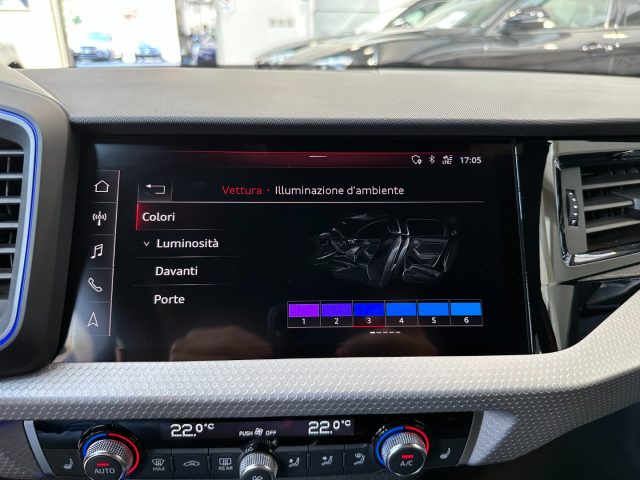 17:05
Vettura • Illuminazione d'ambiente
Colori
Luminosità
Davanti
Porte
1 2 3 4 5 6
22.0°C PUSH OFF 22.0°C
AUTO MAX REAR A/C